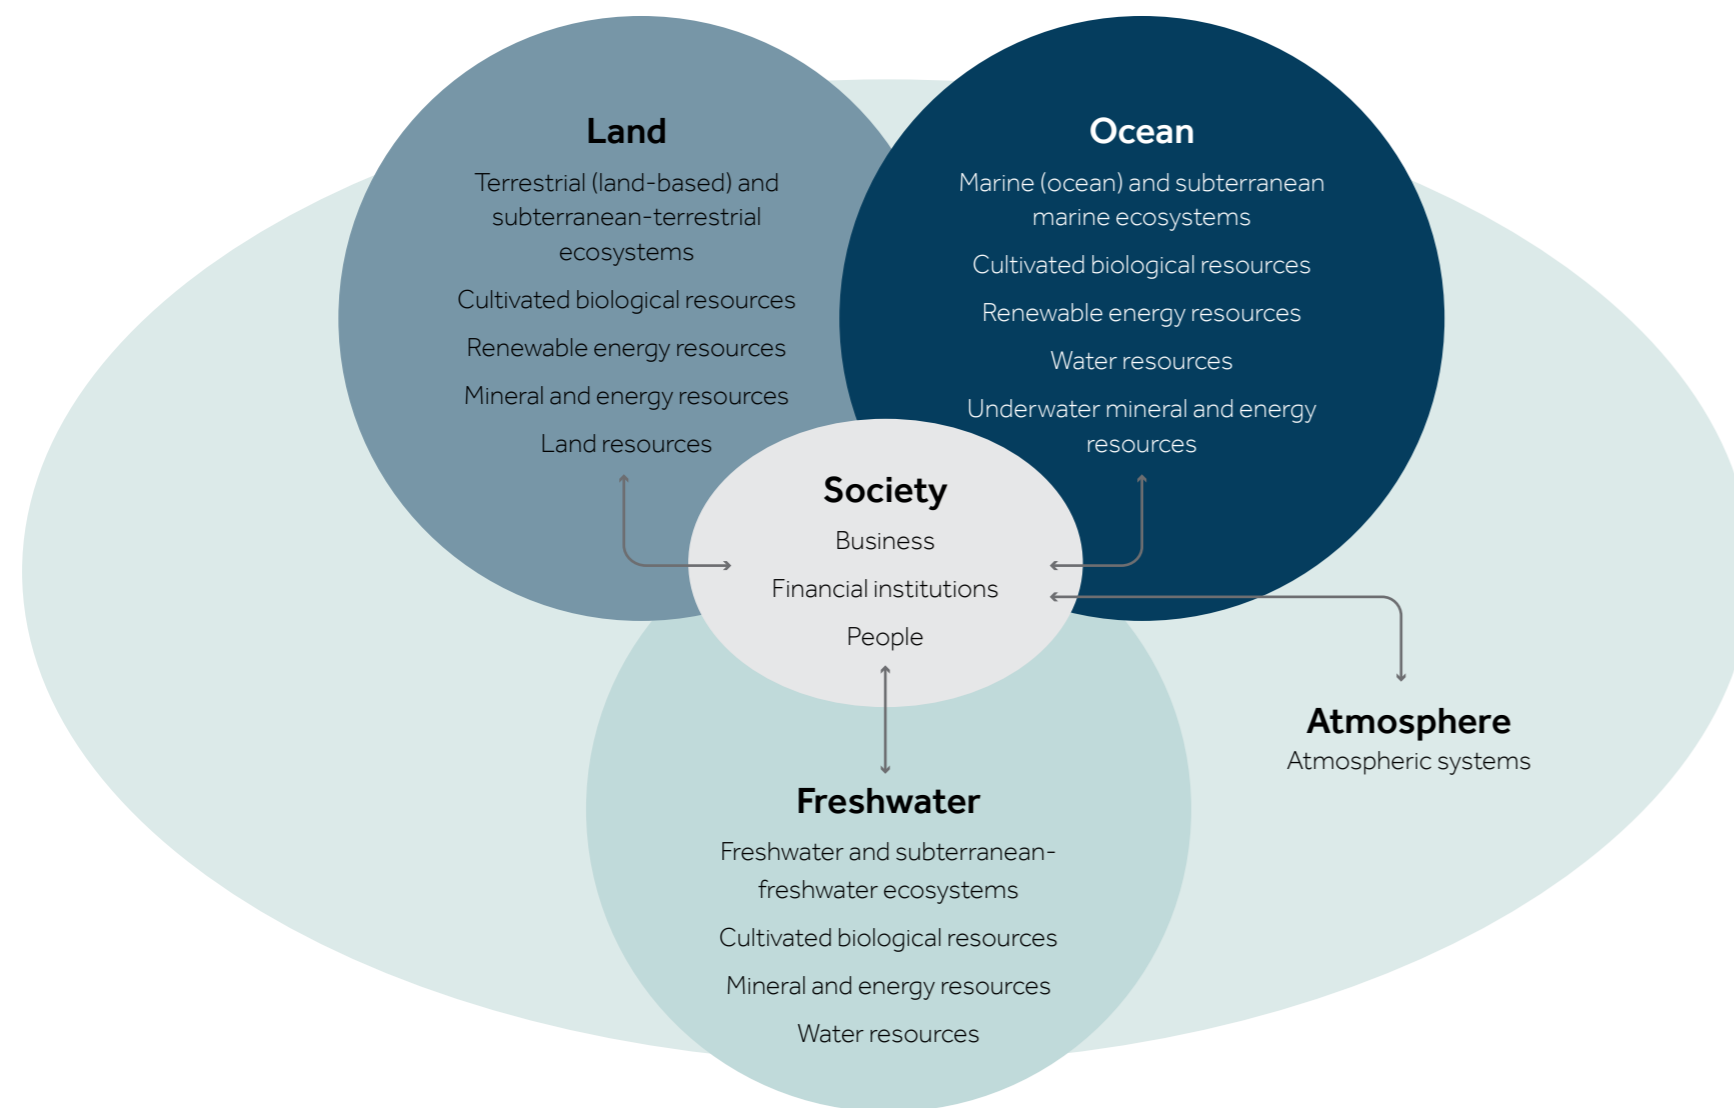 Land
Terrestrial (land-based) and
subterranean-terrestrial
ecosystems
Cultivated biological resources
Renewable energy resources
Mineral and energy resources
Land resources
Ocean
Marine (ocean) and subterranean
marine ecosystems
Cultivated biological resources
Renewable energy resources
Water resources
Underwater mineral and energy
resources
Society
Business
Financial institutions
People
Atmosphere
Atmospheric systems
Freshwater
Freshwater and subterranean-
freshwater ecosystems
Cultivated biological resources
Mineral and energy resources
Water resources